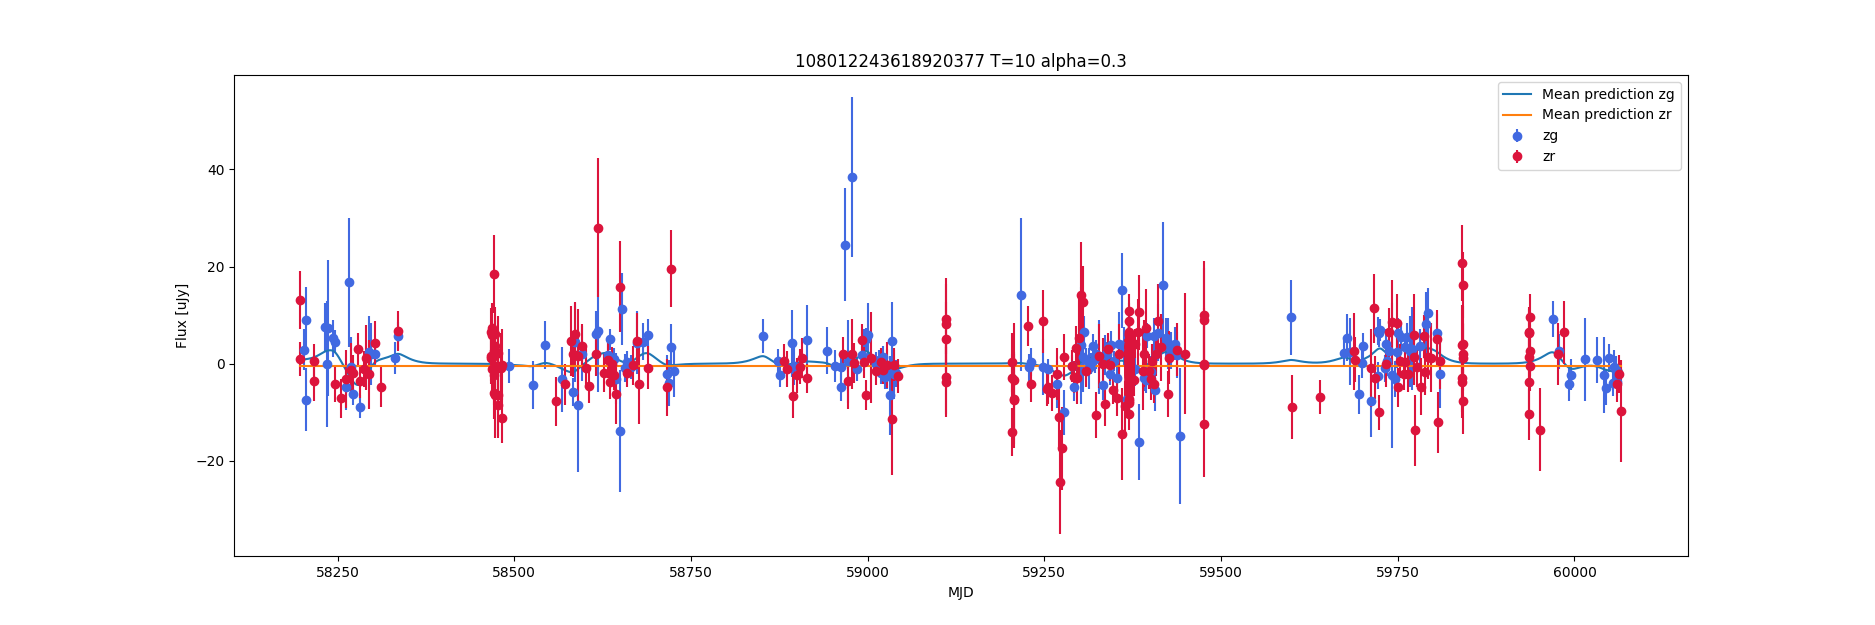 108012243618920377 T=10 alpha=0.3
Mean prediction zg
Mean prediction zr
zg
zr
Flux [uJy]
40
20
0
−20
58250 58500 58750 59000 59250 59500 59750 60000
MJD